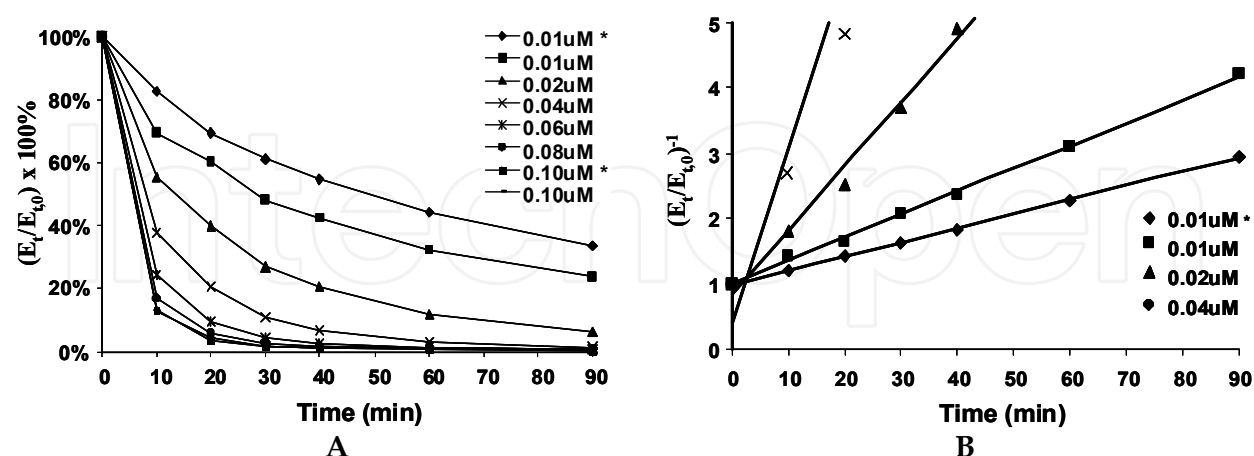 100%
80%
60%
40%
20%
0%
(Et/Et,0) x 100%
0 10 20 30 40 50 60 70 80 90
Time (min)
0.01uM *
0.01uM
0.02uM
0.04uM
0.06uM
0.08uM
0.10uM *
0.10uM
A
5
4
3
2
1
0
(Et/Et,0)-1
0 10 20 30 40 50 60 70 80 90
Time (min)
0.01uM *
0.01uM
0.02uM
0.04uM
B
IntechOpen